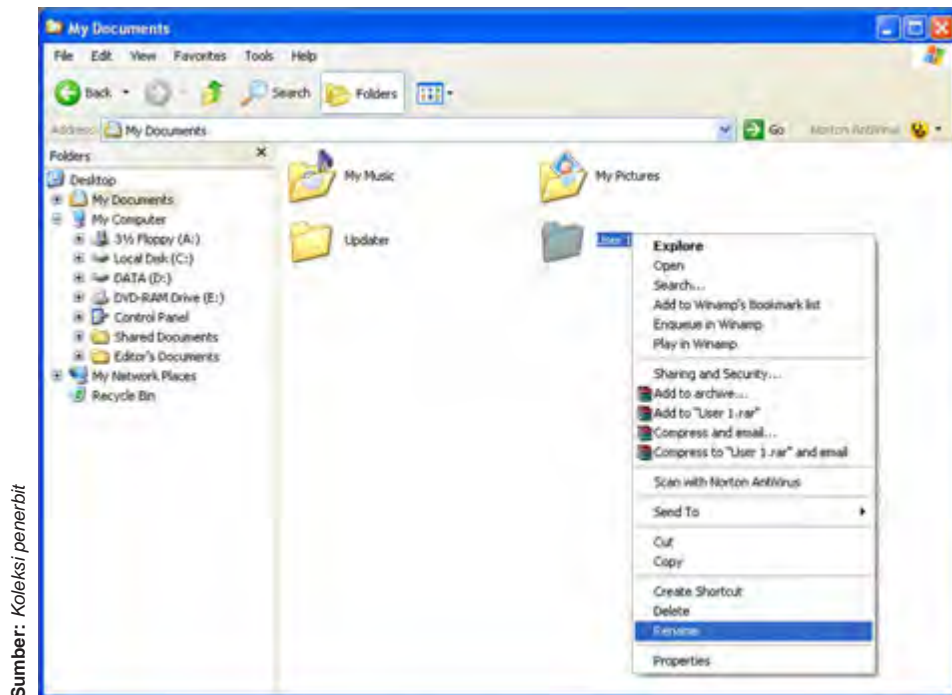 My Documents
File Edit View Favorites Tools Help
Back Search Folders
Address My Documents Go Norton AntiVirus
Folders
Desktop
My Documents
My Computer
3½ Floppy (A:)
Local Disk (C:)
DATA (D:)
DVD-RAM Drive (E:)
Control Panel
Shared Documents
Editor's Documents
My Network Places
Recycle Bin
My Music
My Pictures
Updater
User 1
Explore
Open
Search...
Add to Winamp's Bookmark list
Enqueue in Winamp
Play in Winamp
Sharing and Security...
Add to archive...
Add to "User 1.rar"
Compress and email...
Compress to "User 1.rar" and email
Scan with Norton AntiVirus
Send To
Cut
Copy
Create Shortcut
Delete
Rename
Properties
Sumber: Koleksi penerbit